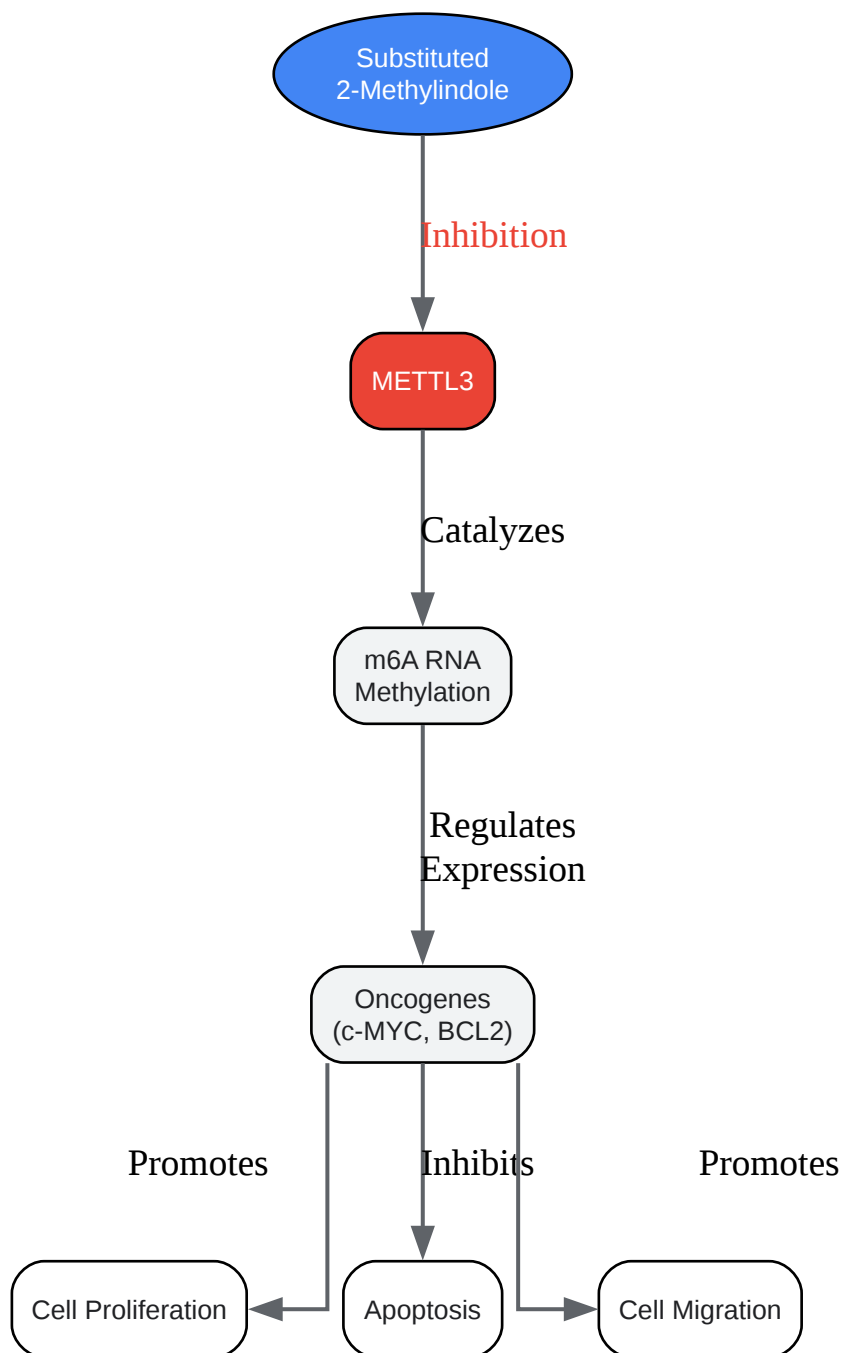 Substituted
2-Methylindole
Inhibition
METTL3
Catalyzes
m6A RNA
Methylation
Regulates
Expression
Oncogenes
(c-MYC, BCL2)
Promotes
Inhibits
Promotes
Cell Proliferation
Apoptosis
Cell Migration